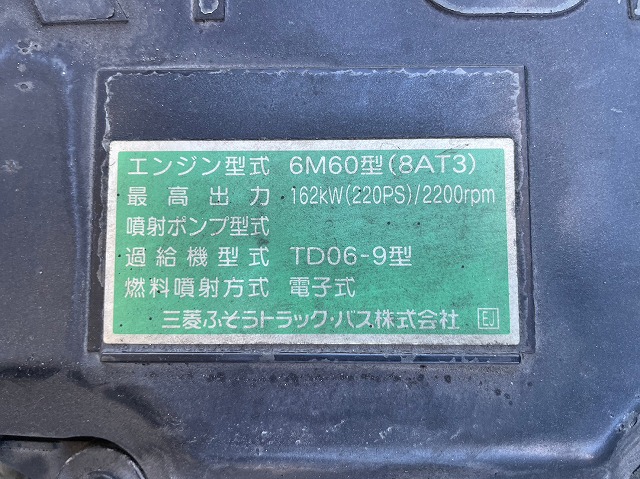 エンジン型式 6M60型(8AT3)
最高出力 162kW(220PS)/2200rpm
噴射ポンプ型式
過給機型式 TD06-9型
燃料噴射方式 電子式
三菱ふそうトラック・バス株式会社 EJ